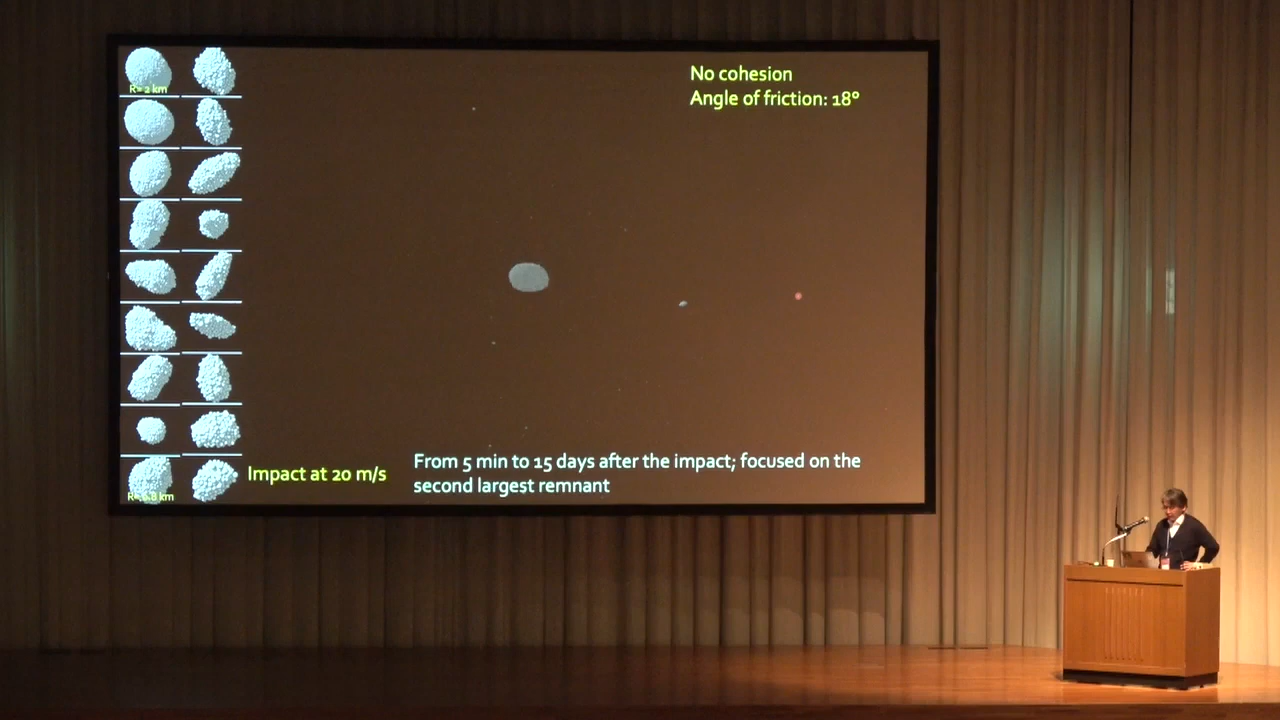 R= 2 km
No cohesion
Angle of friction: 18°
Impact at 20 m/s
From 5 min to 15 days after the impact; focused on the
second largest remnant
km